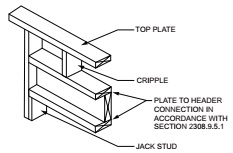 TOP PLATE
CRIPPLE
PLATE TO HEADER
CONNECTION IN
ACCORDANCE WITH
SECTION 2308.9.5.1
JACK STUD